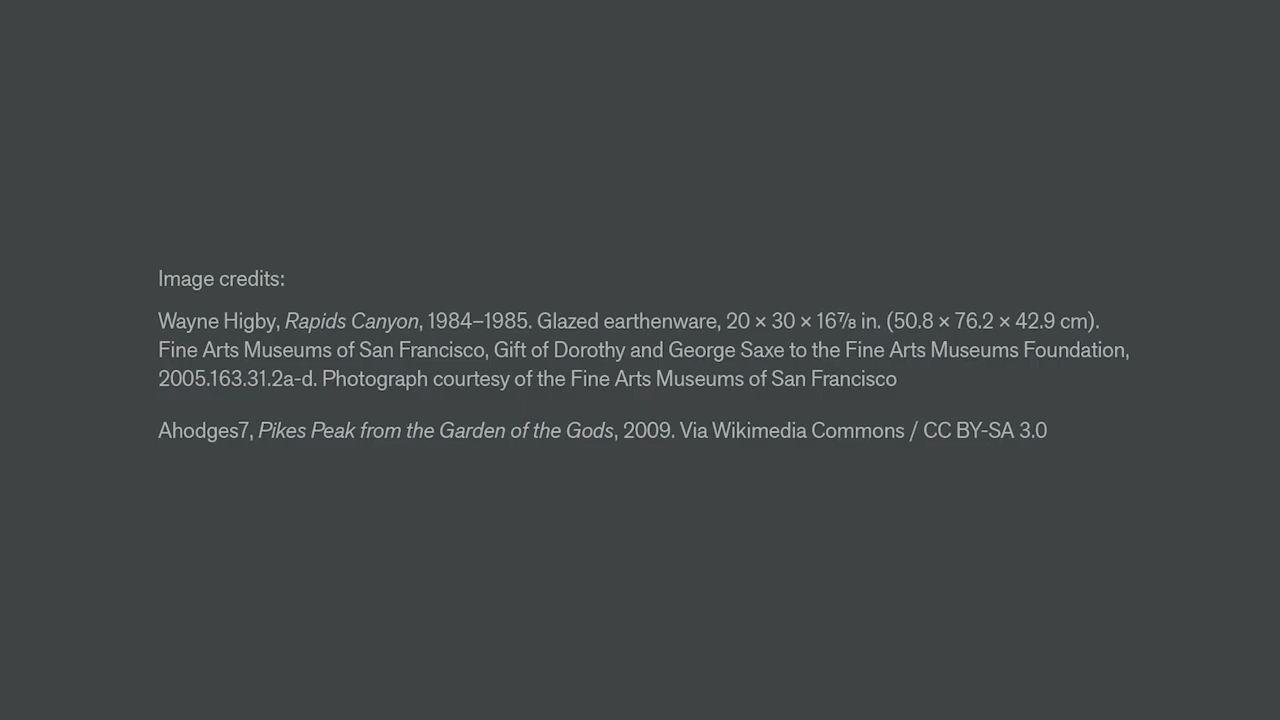 Image credits:
Wayne Higby, Rapids Canyon, 1984–1985. Glazed earthenware, 20 × 30 × 16⅞ in. (50.8 × 76.2 × 42.9 cm).
Fine Arts Museums of San Francisco, Gift of Dorothy and George Saxe to the Fine Arts Museums Foundation,
2005.163.31.2a-d. Photograph courtesy of the Fine Arts Museums of San Francisco
Ahodges7, Pikes Peak from the Garden of the Gods, 2009. Via Wikimedia Commons / CC BY-SA 3.0